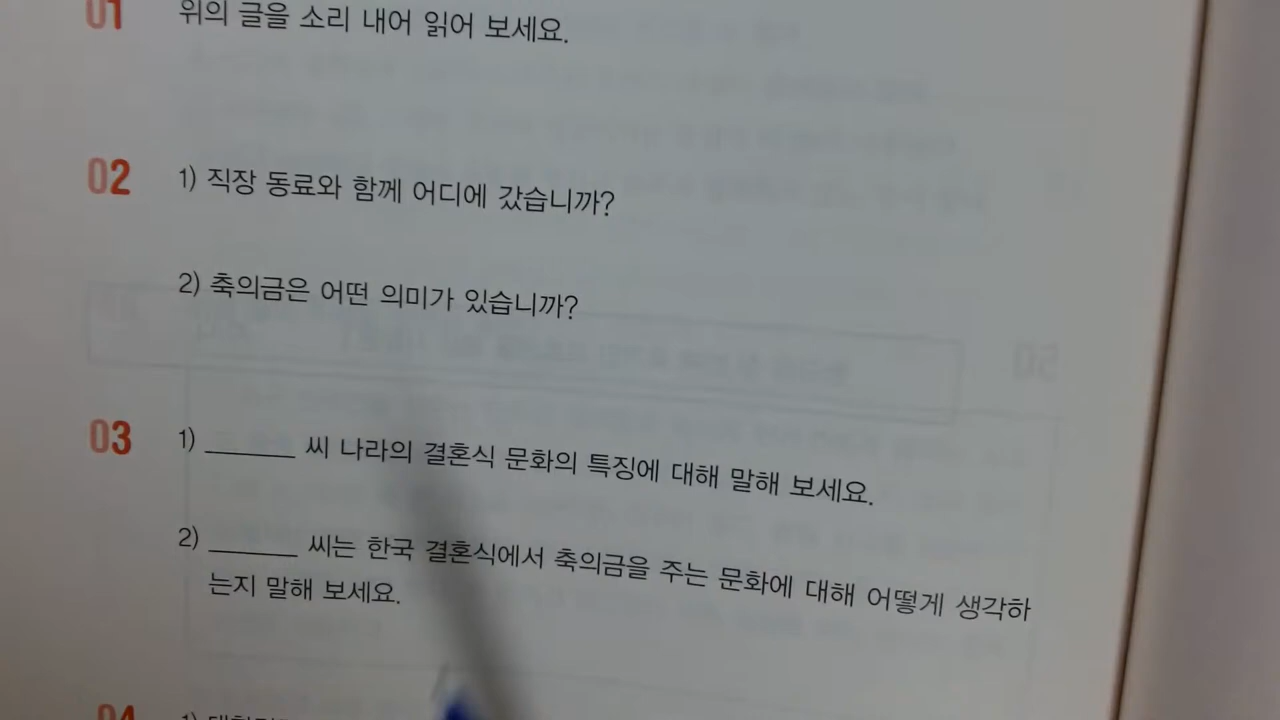 01 위의 글을 소리 내어 읽어 보세요.
02 1) 직장 동료와 함께 어디에 갔습니까?
2) 축의금은 어떤 의미가 있습니까?
03 1) ______ 씨 나라의 결혼식 문화의 특징에 대해 말해 보세요.
2) ______ 씨는 한국 결혼식에서 축의금을 주는 문화에 대해 어떻게 생각하
는지 말해 보세요.
04 1)